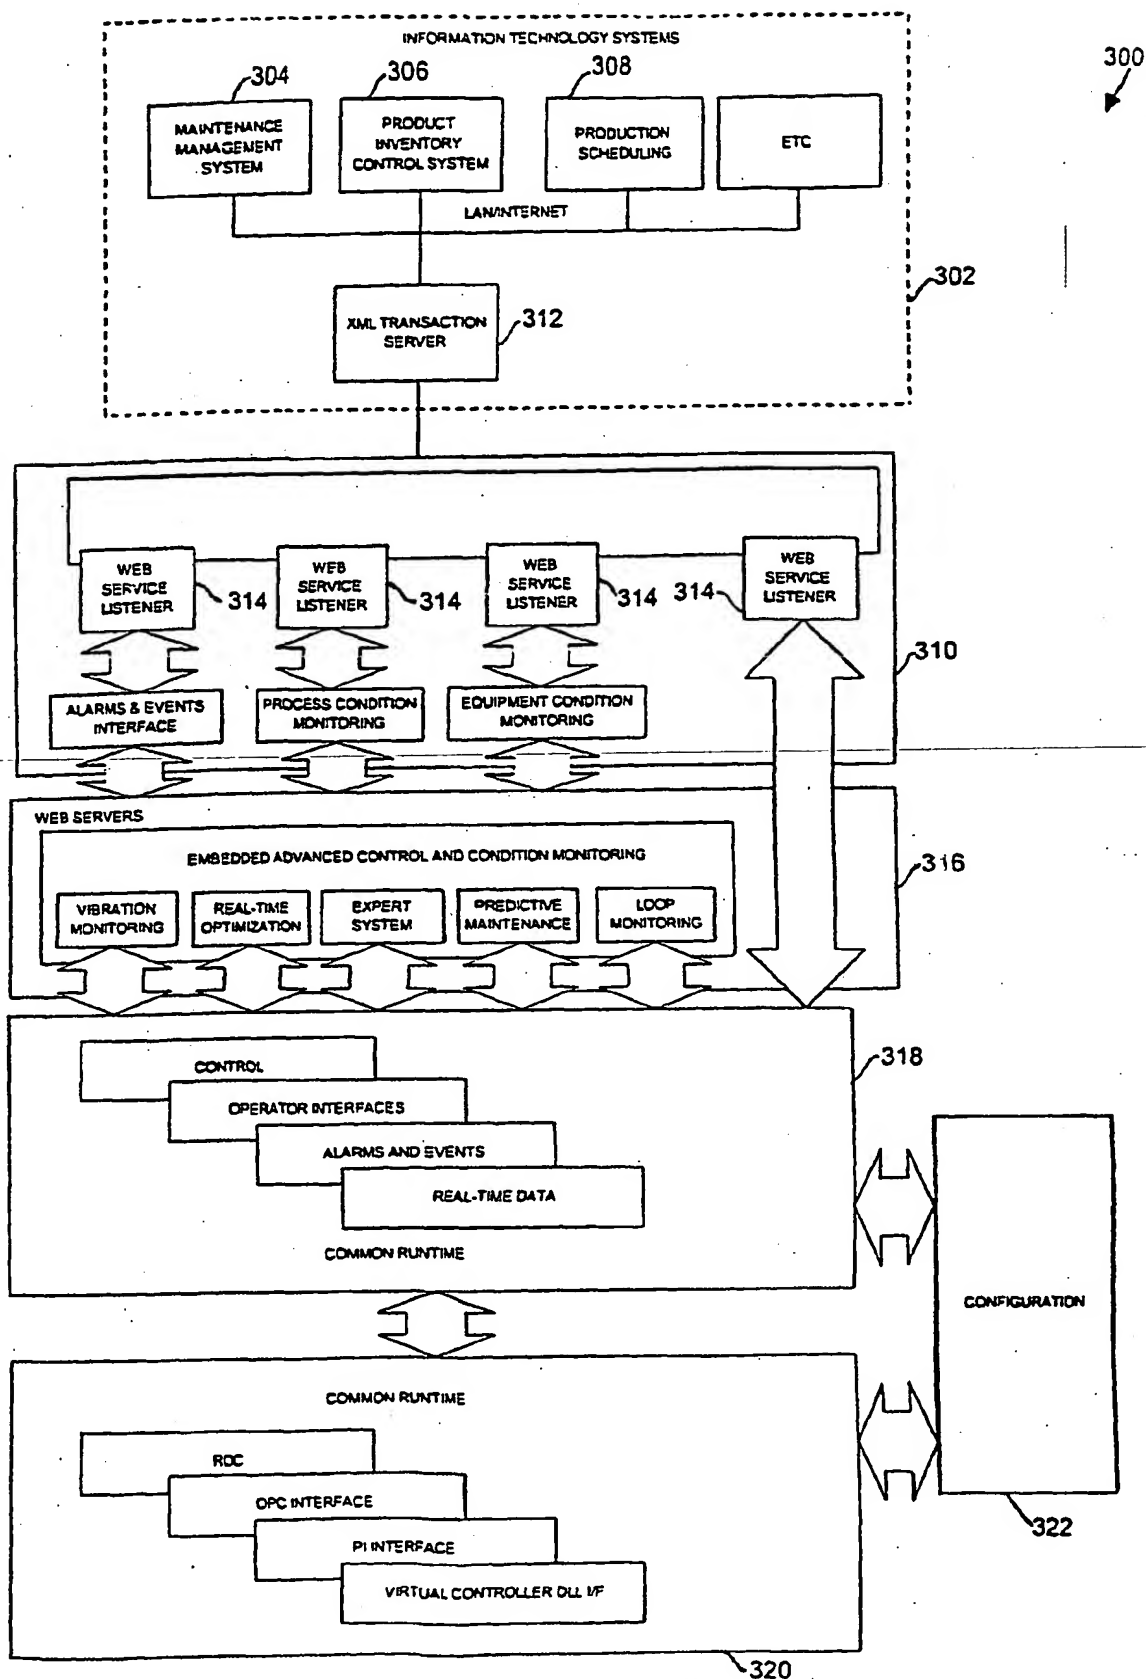 INFORMATION TECHNOLOGY SYSTEMS
300
304
306
308
MAINTENANCE
MANAGEMENT
SYSTEM
PRODUCT
INVENTORY
CONTROL SYSTEM
PRODUCTION
SCHEDULING
ETC
LAN/INTERNET
302
XML TRANSACTION
SERVER
312
WEB
SERVICE
LISTENER
314
WEB
SERVICE
LISTENER
314
WEB
SERVICE
LISTENER
314
314
WEB
SERVICE
LISTENER
310
ALARMS & EVENTS
INTERFACE
PROCESS CONDITION
MONITORING
EQUIPMENT CONDITION
MONITORING
WEB SERVERS
EMBEDDED ADVANCED CONTROL AND CONDITION MONITORING
316
VIBRATION
MONITORING
REAL-TIME
OPTIMIZATION
EXPERT
SYSTEM
PREDICTIVE
MAINTENANCE
LOOP
MONITORING
318
CONTROL
OPERATOR INTERFACES
ALARMS AND EVENTS
REAL-TIME DATA
COMMON RUNTIME
CONFIGURATION
COMMON RUNTIME
RDC
OPC INTERFACE
PI INTERFACE
VIRTUAL CONTROLLER DLL I/F
322
320